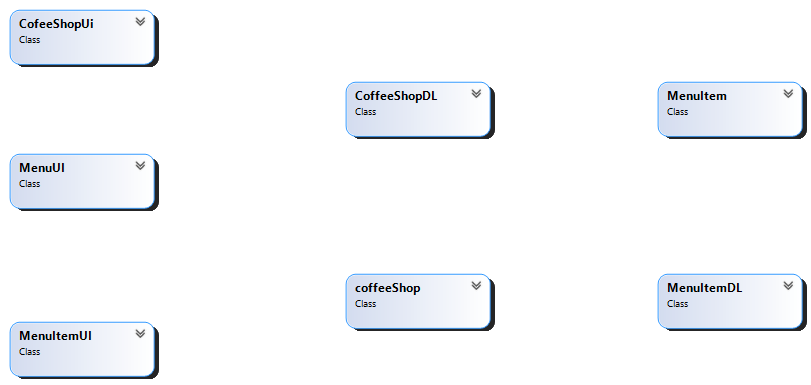 CofeeShopUi
Class
CoffeeShopDL
Class
MenuItem
Class
MenuUI
Class
coffeeShop
Class
MenuItemDL
Class
MenuItemUI
Class